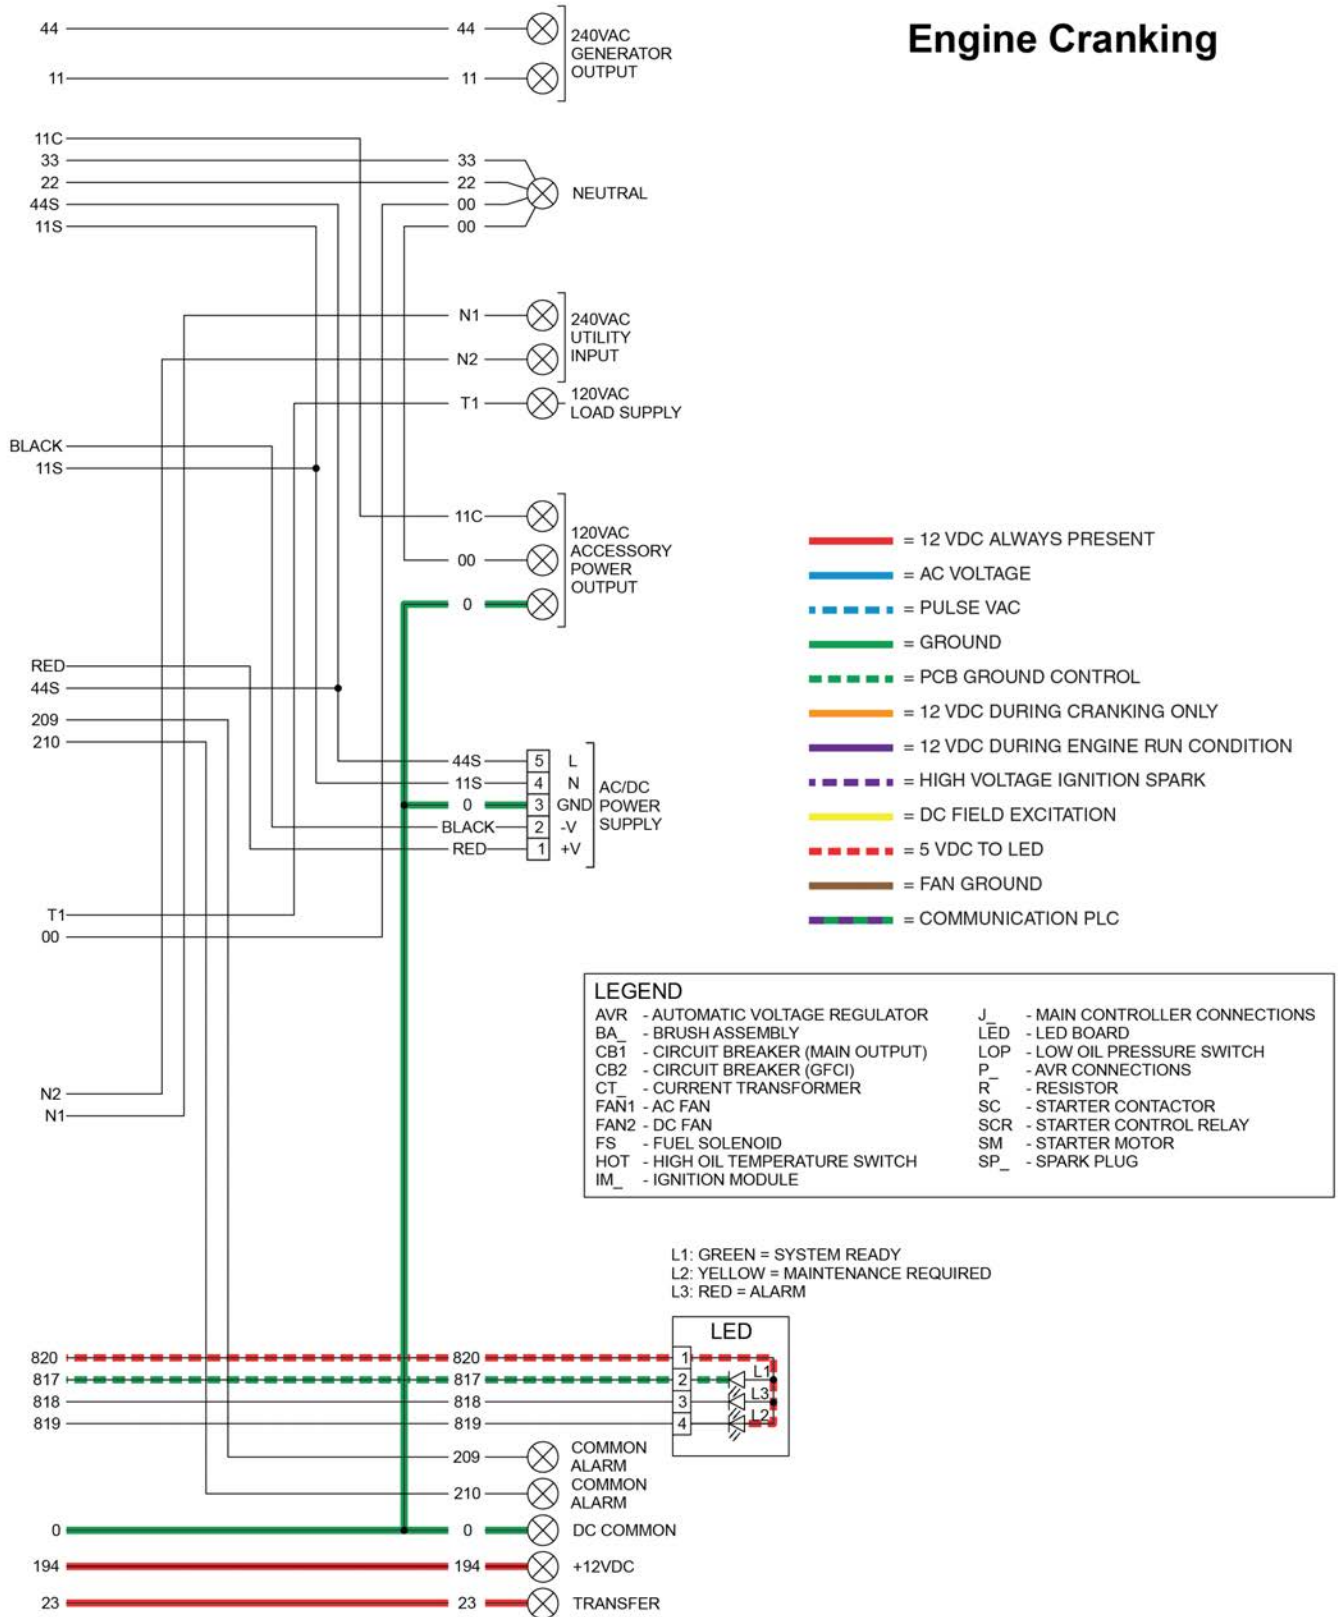 Engine Cranking
44 44
240VAC
GENERATOR
OUTPUT
11 11
11C
33 33
22 22
44S 00
11S 00
NEUTRAL
N1
240VAC
UTILITY
INPUT
N2
T1
120VAC
LOAD SUPPLY
BLACK
11S
11C
120VAC
ACCESSORY
POWER
OUTPUT
00
0
RED
44S
209
210
44S 5 L
11S 4 N
0 3 GND
BLACK 2 -V
RED 1 +V
AC/DC
POWER
SUPPLY
T1
00
N2
N1
= 12 VDC ALWAYS PRESENT
= AC VOLTAGE
= PULSE VAC
= GROUND
= PCB GROUND CONTROL
= 12 VDC DURING CRANKING ONLY
= 12 VDC DURING ENGINE RUN CONDITION
= HIGH VOLTAGE IGNITION SPARK
= DC FIELD EXCITATION
= 5 VDC TO LED
= FAN GROUND
= COMMUNICATION PLC
LEGEND
AVR - AUTOMATIC VOLTAGE REGULATOR
BA_ - BRUSH ASSEMBLY
CB1 - CIRCUIT BREAKER (MAIN OUTPUT)
CB2 - CIRCUIT BREAKER (GFCI)
CT_ - CURRENT TRANSFORMER
FAN1 - AC FAN
FAN2 - DC FAN
FS - FUEL SOLENOID
HOT - HIGH OIL TEMPERATURE SWITCH
IM_ - IGNITION MODULE
J_ - MAIN CONTROLLER CONNECTIONS
LED - LED BOARD
LOP - LOW OIL PRESSURE SWITCH
P_ - AVR CONNECTIONS
R - RESISTOR
SC - STARTER CONTACTOR
SCR - STARTER CONTROL RELAY
SM - STARTER MOTOR
SP_ - SPARK PLUG
L1: GREEN = SYSTEM READY
L2: YELLOW = MAINTENANCE REQUIRED
L3: RED = ALARM
LED
820 820 1
817 817 2 L1
818 818 3 L3
819 819 4 L2
209
COMMON
ALARM
210
COMMON
ALARM
0 0 DC COMMON
194 194 +12VDC
23 23 TRANSFER